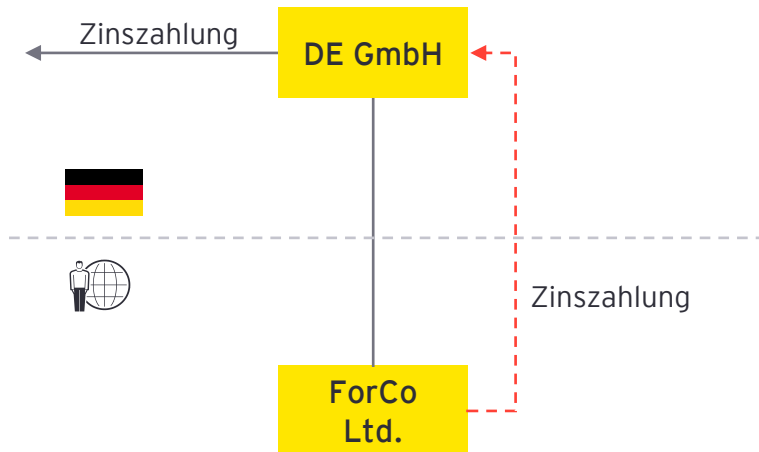 Zinszahlung
DE GmbH
Zinszahlung
ForCo
Ltd.